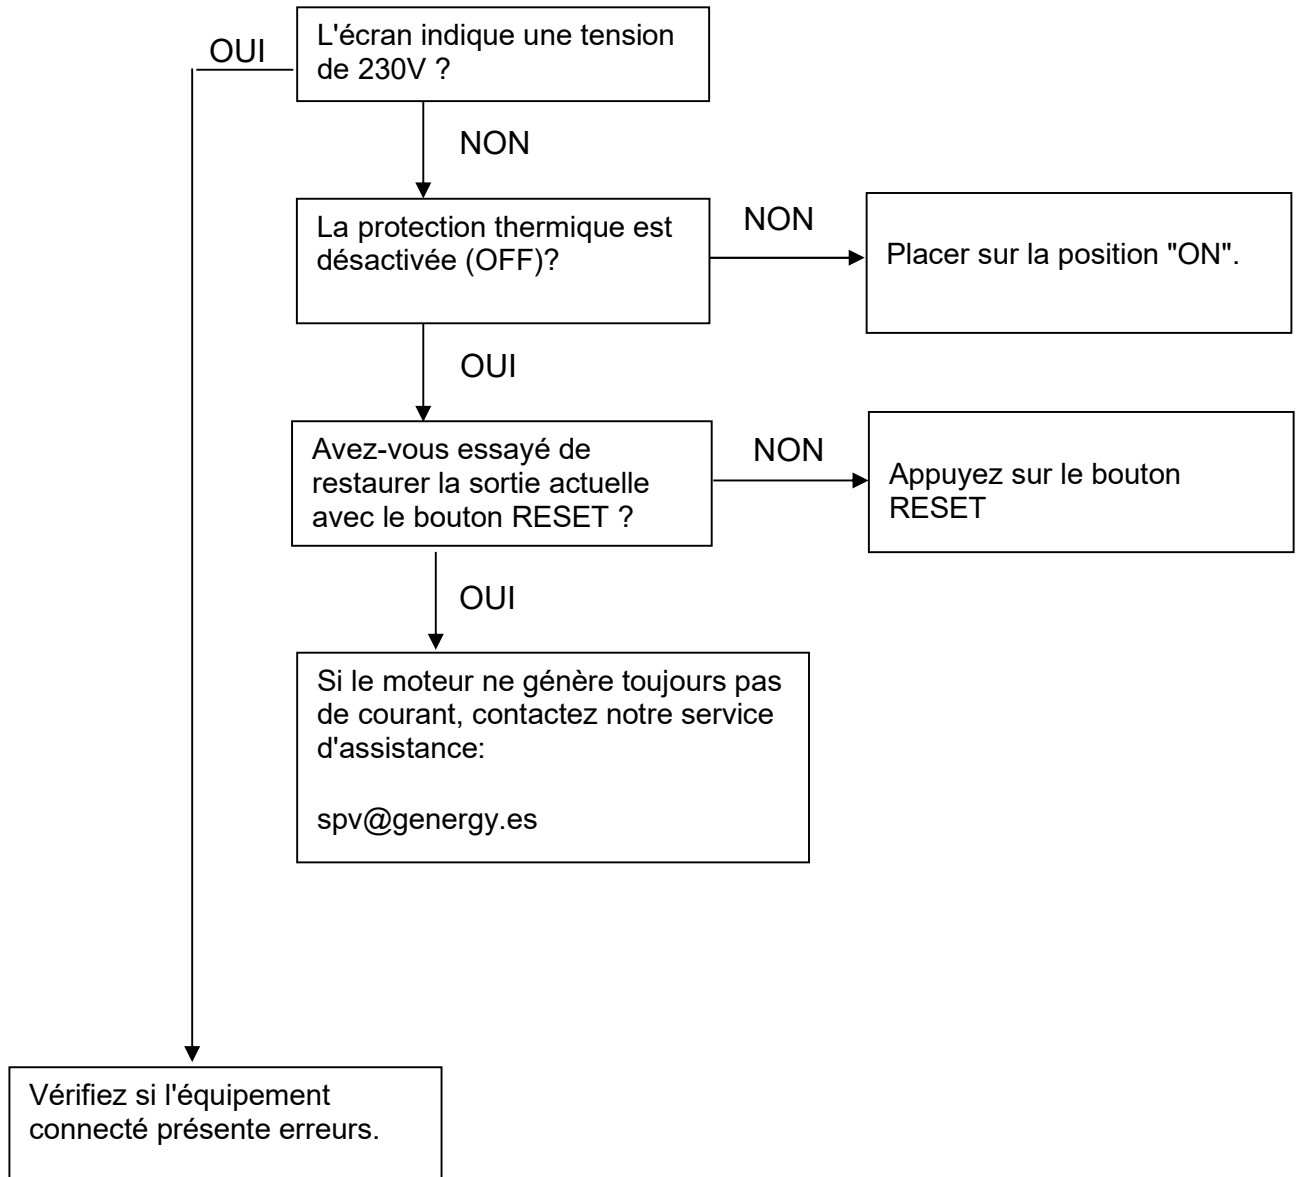 L'écran indique une tension
de 230V ?
OUI
NON
La protection thermique est
désactivée (OFF)?
NON
Placer sur la position "ON".
OUI
Avez-vous essayé de
restaurer la sortie actuelle
avec le bouton RESET ?
NON
Appuyez sur le bouton
RESET
OUI
Si le moteur ne génère toujours pas
de courant, contactez notre service
d'assistance:
spv@genergy.es
Vérifiez si l'équipement
connecté présente erreurs.